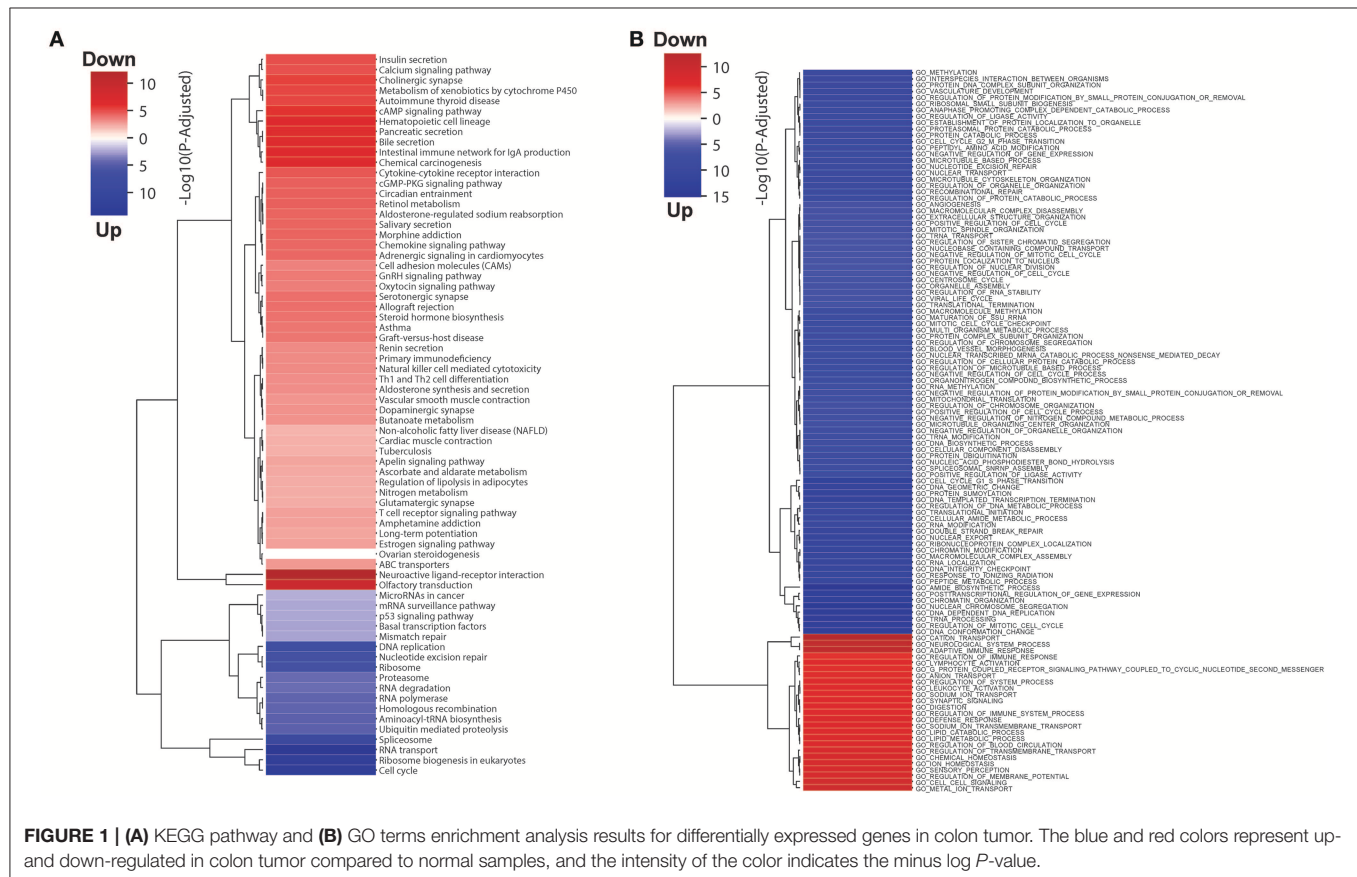 A
Down
10
5
0
5
10
Up
-Log10(P-Adjusted)
Insulin secretion
Calcium signaling pathway
Cholinergic synapse
Metabolism of xenobiotics by cytochrome P450
Autoimmune thyroid disease
cAMP signaling pathway
Hematopoietic cell lineage
Pancreatic secretion
Bile secretion
Intestinal immune network for IgA production
Chemical carcinogenesis
Cytokine-cytokine receptor interaction
cGMP-PKG signaling pathway
Circadian entrainment
Retinol metabolism
Aldosterone-regulated sodium reabsorption
Salivary secretion
Morphine addiction
Chemokine signaling pathway
Adrenergic signaling in cardiomyocytes
Cell adhesion molecules (CAMs)
GnRH signaling pathway
Oxytocin signaling pathway
Serotonergic synapse
Allograft rejection
Steroid hormone biosynthesis
Asthma
Graft-versus-host disease
Renin secretion
Primary immunodeficiency
Natural killer cell mediated cytotoxicity
Th1 and Th2 cell differentiation
Aldosterone synthesis and secretion
Vascular smooth muscle contraction
Dopaminergic synapse
Butanoate metabolism
Non-alcoholic fatty liver disease (NAFLD)
Cardiac muscle contraction
Tuberculosis
Apelin signaling pathway
Ascorbate and aldarate metabolism
Regulation of lipolysis in adipocytes
Nitrogen metabolism
Glutamatergic synapse
T cell receptor signaling pathway
Amphetamine addiction
Long-term potentiation
Estrogen signaling pathway
Ovarian steroidogenesis
ABC transporters
Neuroactive ligand-receptor interaction
Olfactory transduction
MicroRNAs in cancer
mRNA surveillance pathway
p53 signaling pathway
Basal transcription factors
Mismatch repair
DNA replication
Nucleotide excision repair
Ribosome
Proteasome
RNA degradation
RNA polymerase
Homologous recombination
Aminoacyl-tRNA biosynthesis
Ubiquitin mediated proteolysis
Spliceosome
RNA transport
Ribosome biogenesis in eukaryotes
Cell cycle
B
Down
10
5
0
5
10
15
Up
-Log10(P-Adjusted)
GO_METHYLATION
GO_INTERSPECIES_INTERACTION_BETWEEN_ORGANISMS
GO_PROTEIN_DNA_COMPLEX_SUBUNIT_ORGANIZATION
GO_VASCULATURE_DEVELOPMENT
GO_REGULATION_OF_PROTEIN_MODIFICATION_BY_SMALL_PROTEIN_CONJUGATION_OR_REMOVAL
GO_RIBOSOMAL_SMALL_SUBUNIT_BIOGENESIS
GO_ANAPHASE_PROMOTING_COMPLEX_DEPENDENT_CATABOLIC_PROCESS
GO_REGULATION_OF_LIGASE_ACTIVITY
GO_ESTABLISHMENT_OF_PROTEIN_LOCALIZATION_TO_ORGANELLE
GO_PROTEASOMAL_PROTEIN_CATABOLIC_PROCESS
GO_PROTEIN_CATABOLIC_PROCESS
GO_CELL_CYCLE_G2_M_PHASE_TRANSITION
GO_PEPTIDYL_AMINO_ACID_MODIFICATION
GO_NEGATIVE_REGULATION_OF_GENE_EXPRESSION
GO_MICROTUBULE_BASED_PROCESS
GO_NUCLEOTIDE_EXCISION_REPAIR
GO_NUCLEAR_TRANSPORT
GO_MICROTUBULE_CYTOSKELETON_ORGANIZATION
GO_REGULATION_OF_ORGANELLE_ORGANIZATION
GO_RECOMBINATIONAL_REPAIR
GO_REGULATION_OF_PROTEIN_CATABOLIC_PROCESS
GO_ANGIOGENESIS
GO_MACROMOLECULAR_COMPLEX_DISASSEMBLY
GO_EXTRACELLULAR_STRUCTURE_ORGANIZATION
GO_POSITIVE_REGULATION_OF_CELL_CYCLE
GO_MITOTIC_SPINDLE_ORGANIZATION
GO_TRNA_TRANSPORT
GO_REGULATION_OF_SISTER_CHROMATID_SEGREGATION
GO_NUCLEOBASE_CONTAINING_COMPOUND_TRANSPORT
GO_NEGATIVE_REGULATION_OF_MITOTIC_CELL_CYCLE
GO_PROTEIN_LOCALIZATION_TO_NUCLEUS
GO_REGULATION_OF_NUCLEAR_DIVISION
GO_NEGATIVE_REGULATION_OF_CELL_CYCLE
GO_CENTROSOME_CYCLE
GO_ORGANELLE_ASSEMBLY
GO_REGULATION_OF_RNA_STABILITY
GO_VIRAL_LIFE_CYCLE
GO_TRANSLATIONAL_TERMINATION
GO_MACROMOLECULE_METHYLATION
GO_MATURATION_OF_SSU_RRNA
GO_MITOTIC_CELL_CYCLE_CHECKPOINT
GO_MULTI_ORGANISM_METABOLIC_PROCESS
GO_PROTEIN_COMPLEX_SUBUNIT_ORGANIZATION
GO_REGULATION_OF_CHROMOSOME_SEGREGATION
GO_BLOOD_VESSEL_MORPHOGENESIS
GO_NUCLEAR_TRANSCRIBED_MRNA_CATABOLIC_PROCESS_NONSENSE_MEDIATED_DECAY
GO_REGULATION_OF_CELLULAR_PROTEIN_CATABOLIC_PROCESS
GO_REGULATION_OF_MICROTUBULE_BASED_PROCESS
GO_NEGATIVE_REGULATION_OF_CELL_CYCLE_PROCESS
GO_ORGANONITROGEN_COMPOUND_BIOSYNTHETIC_PROCESS
GO_RNA_METHYLATION
GO_NEGATIVE_REGULATION_OF_PROTEIN_MODIFICATION_BY_SMALL_PROTEIN_CONJUGATION_OR_REMOVAL
GO_MITOCHONDRIAL_TRANSLATION
GO_REGULATION_OF_CHROMOSOME_ORGANIZATION
GO_POSITIVE_REGULATION_OF_CELL_CYCLE_PROCESS
GO_NEGATIVE_REGULATION_OF_NITROGEN_COMPOUND_METABOLIC_PROCESS
GO_MICROTUBULE_ORGANIZING_CENTER_ORGANIZATION
GO_NEGATIVE_REGULATION_OF_ORGANELLE_ORGANIZATION
GO_TRNA_MODIFICATION
GO_DNA_BIOSYNTHETIC_PROCESS
GO_CELLULAR_COMPONENT_DISASSEMBLY
GO_PROTEIN_UBIQUITINATION
GO_NUCLEIC_ACID_PHOSPHODIESTER_BOND_HYDROLYSIS
GO_SPLICEOSOMAL_SNRNP_ASSEMBLY
GO_POSITIVE_REGULATION_OF_LIGASE_ACTIVITY
GO_CELL_CYCLE_G1_S_PHASE_TRANSITION
GO_DNA_GEOMETRIC_CHANGE
GO_PROTEIN_SUMOYLATION
GO_DNA_TEMPLATED_TRANSCRIPTION_TERMINATION
GO_REGULATION_OF_DNA_METABOLIC_PROCESS
GO_TRANSLATIONAL_INITIATION
GO_CELLULAR_AMIDE_METABOLIC_PROCESS
GO_RNA_MODIFICATION
GO_DOUBLE_STRAND_BREAK_REPAIR
GO_NUCLEAR_EXPORT
GO_RIBONUCLEOPROTEIN_COMPLEX_LOCALIZATION
GO_CHROMATIN_MODIFICATION
GO_MACROMOLECULAR_COMPLEX_ASSEMBLY
GO_RNA_LOCALIZATION
GO_DNA_INTEGRITY_CHECKPOINT
GO_RESPONSE_TO_IONIZING_RADIATION
GO_PEPTIDE_METABOLIC_PROCESS
GO_AMIDE_BIOSYNTHETIC_PROCESS
GO_POSTTRANSCRIPTIONAL_REGULATION_OF_GENE_EXPRESSION
GO_CHROMATIN_ORGANIZATION
GO_NUCLEAR_CHROMOSOME_SEGREGATION
GO_DNA_DEPENDENT_DNA_REPLICATION
GO_TRNA_PROCESSING
GO_REGULATION_OF_MITOTIC_CELL_CYCLE
GO_DNA_CONFORMATION_CHANGE
GO_CATION_TRANSPORT
GO_NEUROLOGICAL_SYSTEM_PROCESS
GO_ADAPTIVE_IMMUNE_RESPONSE
GO_REGULATION_OF_IMMUNE_RESPONSE
GO_LYMPHOCYTE_ACTIVATION
GO_G_PROTEIN_COUPLED_RECEPTOR_SIGNALING_PATHWAY_COUPLED_TO_CYCLIC_NUCLEOTIDE_SECOND_MESSENGER
GO_ANION_TRANSPORT
GO_REGULATION_OF_SYSTEM_PROCESS
GO_LEUKOCYTE_ACTIVATION
GO_SODIUM_ION_TRANSPORT
GO_SYNAPTIC_SIGNALING
GO_DIGESTION
GO_REGULATION_OF_IMMUNE_SYSTEM_PROCESS
GO_DEFENSE_RESPONSE
GO_SODIUM_ION_TRANSMEMBRANE_TRANSPORT
GO_LIPID_CATABOLIC_PROCESS
GO_LIPID_METABOLIC_PROCESS
GO_REGULATION_OF_BLOOD_CIRCULATION
GO_REGULATION_OF_TRANSMEMBRANE_TRANSPORT
GO_CHEMICAL_HOMEOSTASIS
GO_ION_HOMEOSTASIS
GO_SENSORY_PERCEPTION
GO_REGULATION_OF_MEMBRANE_POTENTIAL
GO_CELL_CELL_SIGNALING
GO_METAL_ION_TRANSPORT
FIGURE 1 | (A) KEGG pathway and (B) GO terms enrichment analysis results for differentially expressed genes in colon tumor. The blue and red colors represent up-
and down-regulated in colon tumor compared to normal samples, and the intensity of the color indicates the minus log P-value.